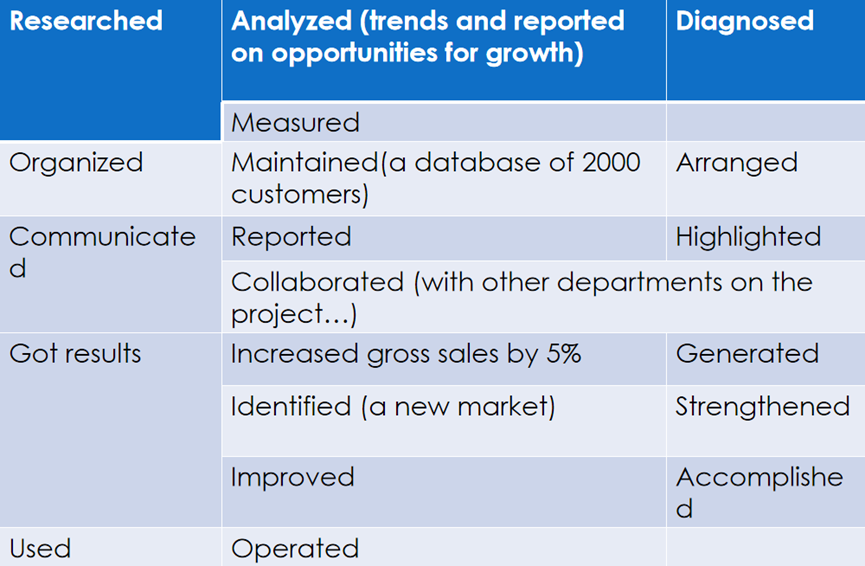 Researched
Analyzed (trends and reported
on opportunities for growth)
Diagnosed
Measured
Organized
Maintained(a database of 2000
customers)
Arranged
Communicate
d
Reported
Highlighted
Collaborated (with other departments on the
project…)
Got results
Increased gross sales by 5%
Generated
Identified (a new market)
Strengthened
Improved
Accomplishe
d
Used
Operated